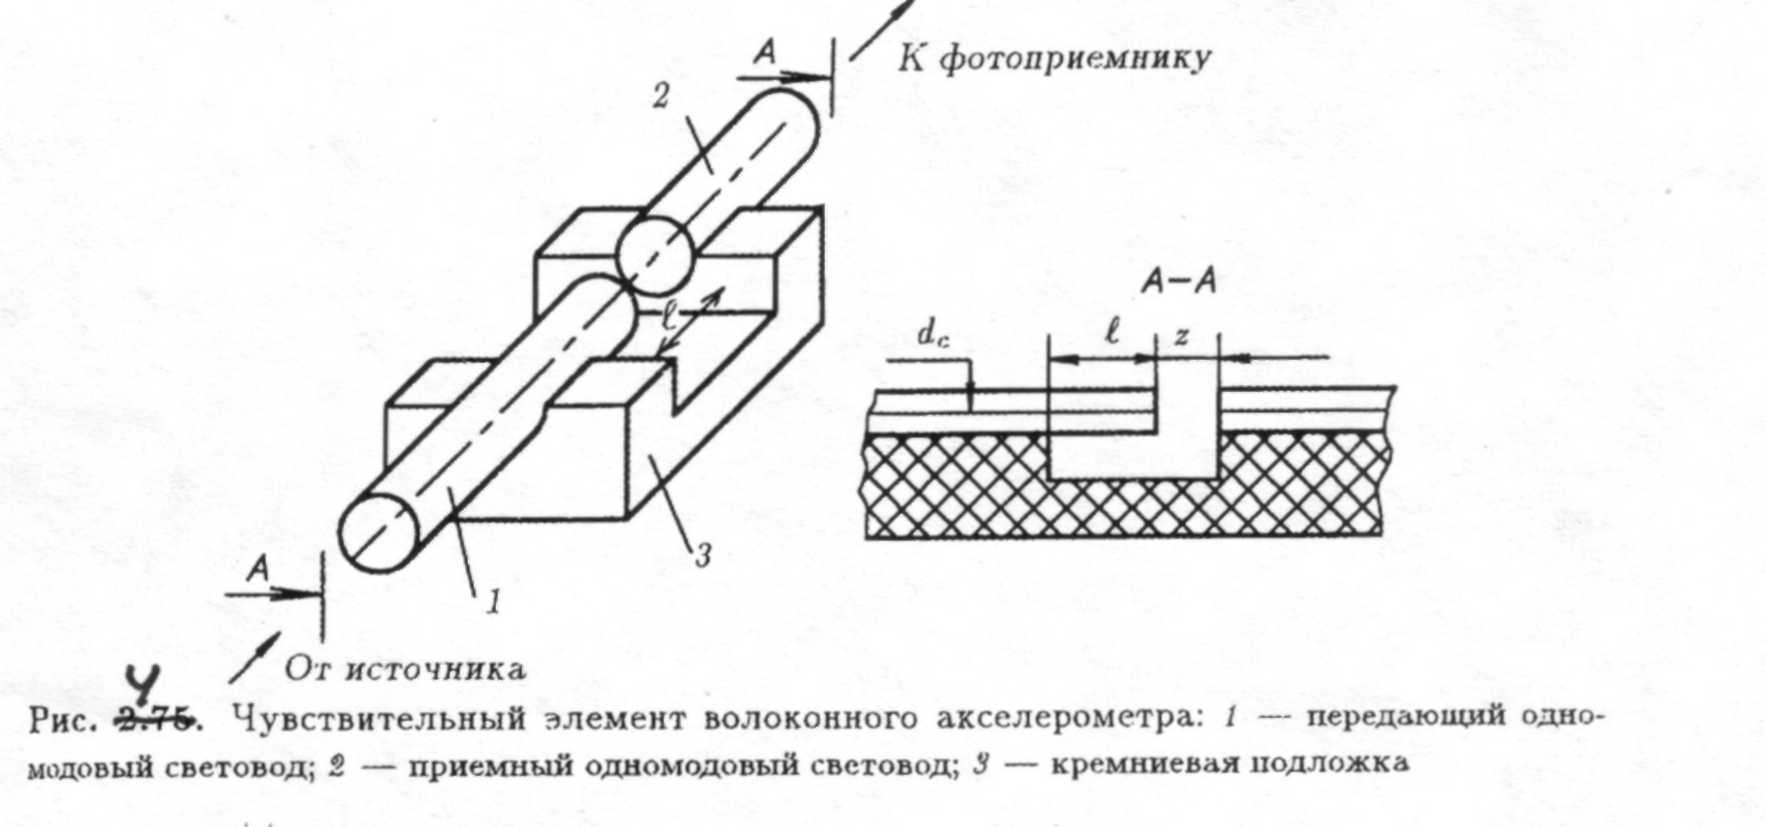 К фотоприемнику
А
2
ℓ
3
1
А
От источника
А—А
d_c
ℓ
z
4
Рис. 2.75. Чувствительный элемент волоконного акселерометра: 1 — передающий одно-
модовый световод; 2 — приемный одномодовый световод; 3 — кремниевая подложка